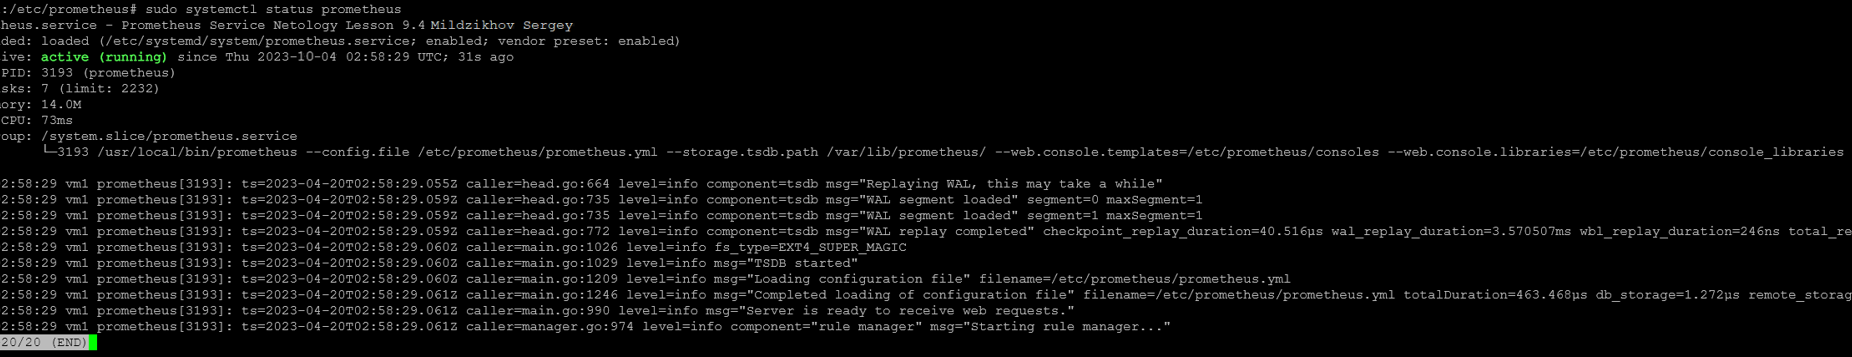 :/etc/prometheus# sudo systemctl status prometheus
heus.service - Prometheus Service Netology Lesson 9.4 Mildzikhov Sergey
ded: loaded (/etc/systemd/system/prometheus.service; enabled; vendor preset: enabled)
ive: active (running) since Thu 2023-10-04 02:58:29 UTC; 31s ago
PID: 3193 (prometheus)
sks: 7 (limit: 2232)
ory: 14.0M
CPU: 73ms
oup: /system.slice/prometheus.service
└─3193 /usr/local/bin/prometheus --config.file /etc/prometheus/prometheus.yml --storage.tsdb.path /var/lib/prometheus/ --web.console.templates=/etc/prometheus/consoles --web.console.libraries=/etc/prometheus/console_libraries
2:58:29 vm1 prometheus[3193]: ts=2023-04-20T02:58:29.055Z caller=head.go:664 level=info component=tsdb msg="Replaying WAL, this may take a while"
2:58:29 vm1 prometheus[3193]: ts=2023-04-20T02:58:29.059Z caller=head.go:735 level=info component=tsdb msg="WAL segment loaded" segment=0 maxSegment=1
2:58:29 vm1 prometheus[3193]: ts=2023-04-20T02:58:29.059Z caller=head.go:735 level=info component=tsdb msg="WAL segment loaded" segment=1 maxSegment=1
2:58:29 vm1 prometheus[3193]: ts=2023-04-20T02:58:29.059Z caller=head.go:772 level=info component=tsdb msg="WAL replay completed" checkpoint_replay_duration=40.516µs wal_replay_duration=3.570507ms wbl_replay_duration=246ns total_re
2:58:29 vm1 prometheus[3193]: ts=2023-04-20T02:58:29.060Z caller=main.go:1026 level=info fs_type=EXT4_SUPER_MAGIC
2:58:29 vm1 prometheus[3193]: ts=2023-04-20T02:58:29.060Z caller=main.go:1029 level=info msg="TSDB started"
2:58:29 vm1 prometheus[3193]: ts=2023-04-20T02:58:29.060Z caller=main.go:1209 level=info msg="Loading configuration file" filename=/etc/prometheus/prometheus.yml
2:58:29 vm1 prometheus[3193]: ts=2023-04-20T02:58:29.061Z caller=main.go:1246 level=info msg="Completed loading of configuration file" filename=/etc/prometheus/prometheus.yml totalDuration=463.468µs db_storage=1.272µs remote_storag
2:58:29 vm1 prometheus[3193]: ts=2023-04-20T02:58:29.061Z caller=main.go:990 level=info msg="Server is ready to receive web requests."
2:58:29 vm1 prometheus[3193]: ts=2023-04-20T02:58:29.061Z caller=manager.go:974 level=info component="rule manager" msg="Starting rule manager..."
20/20 (END)